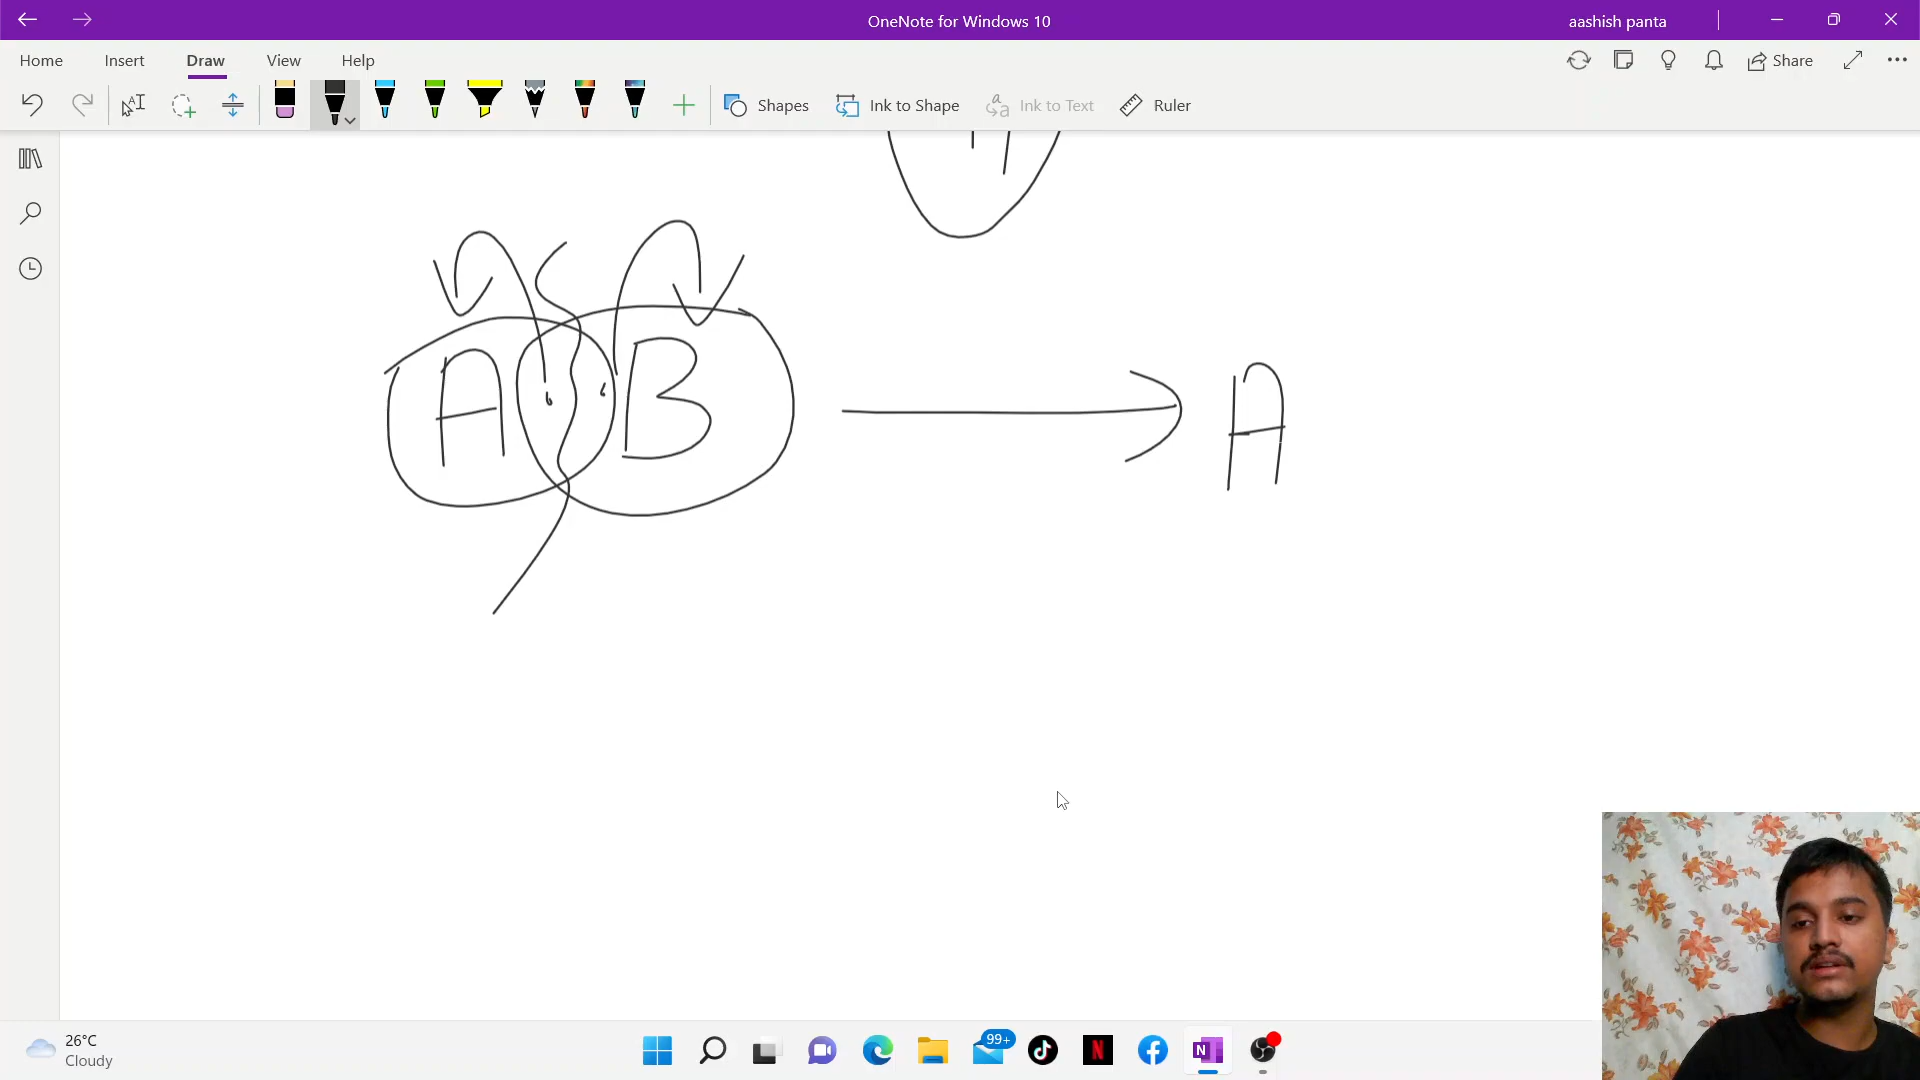 OneNote for Windows 10
aashish panta
Home Insert Draw View Help
Share
Shapes Ink to Shape Ink to Text Ruler
A B A
26°C
Cloudy
99+